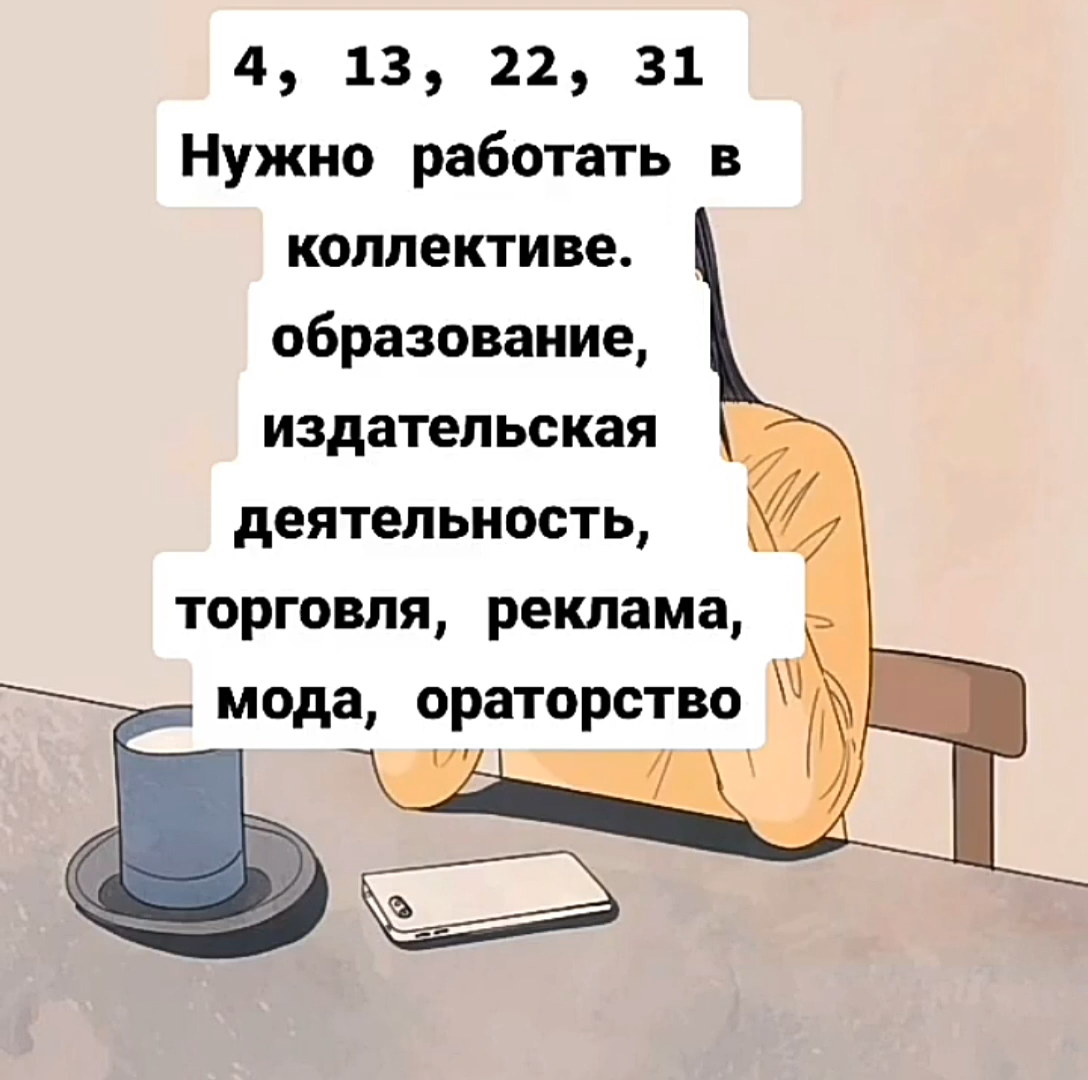 4, 13, 22, 31
Нужно работать в
коллективе.
образование,
издательская
деятельность,
торговля, реклама,
мода, ораторство